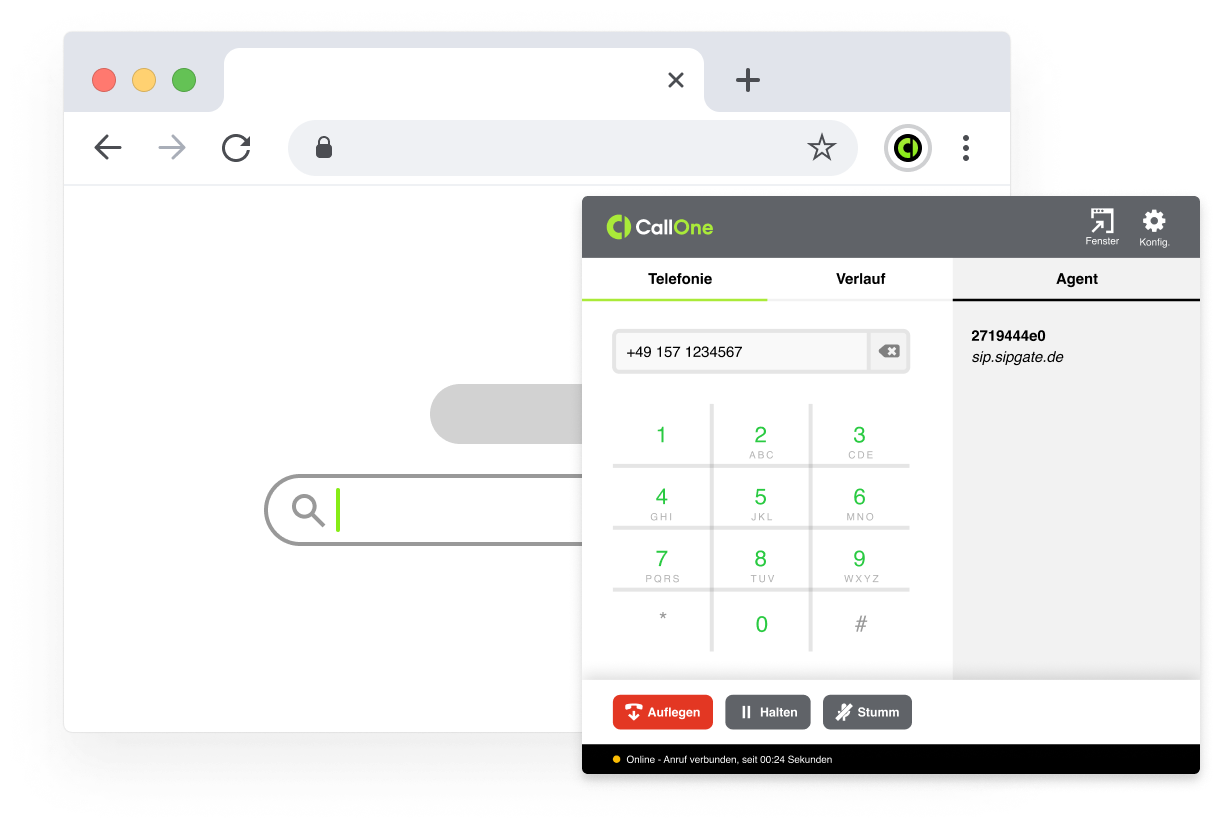 CallOne
Fenster
Konfig.
Telefonie
Verlauf
Agent
+49 157 1234567
2719444e0
sip.sipgate.de
1
2
3
ABC
CDE
4
5
6
GHI
JKL
MNO
7
8
9
PQRS
TUV
WXYZ
*
0
#
Auflegen
Halten
Stumm
Online - Anruf verbunden, seit 00:24 Sekunden